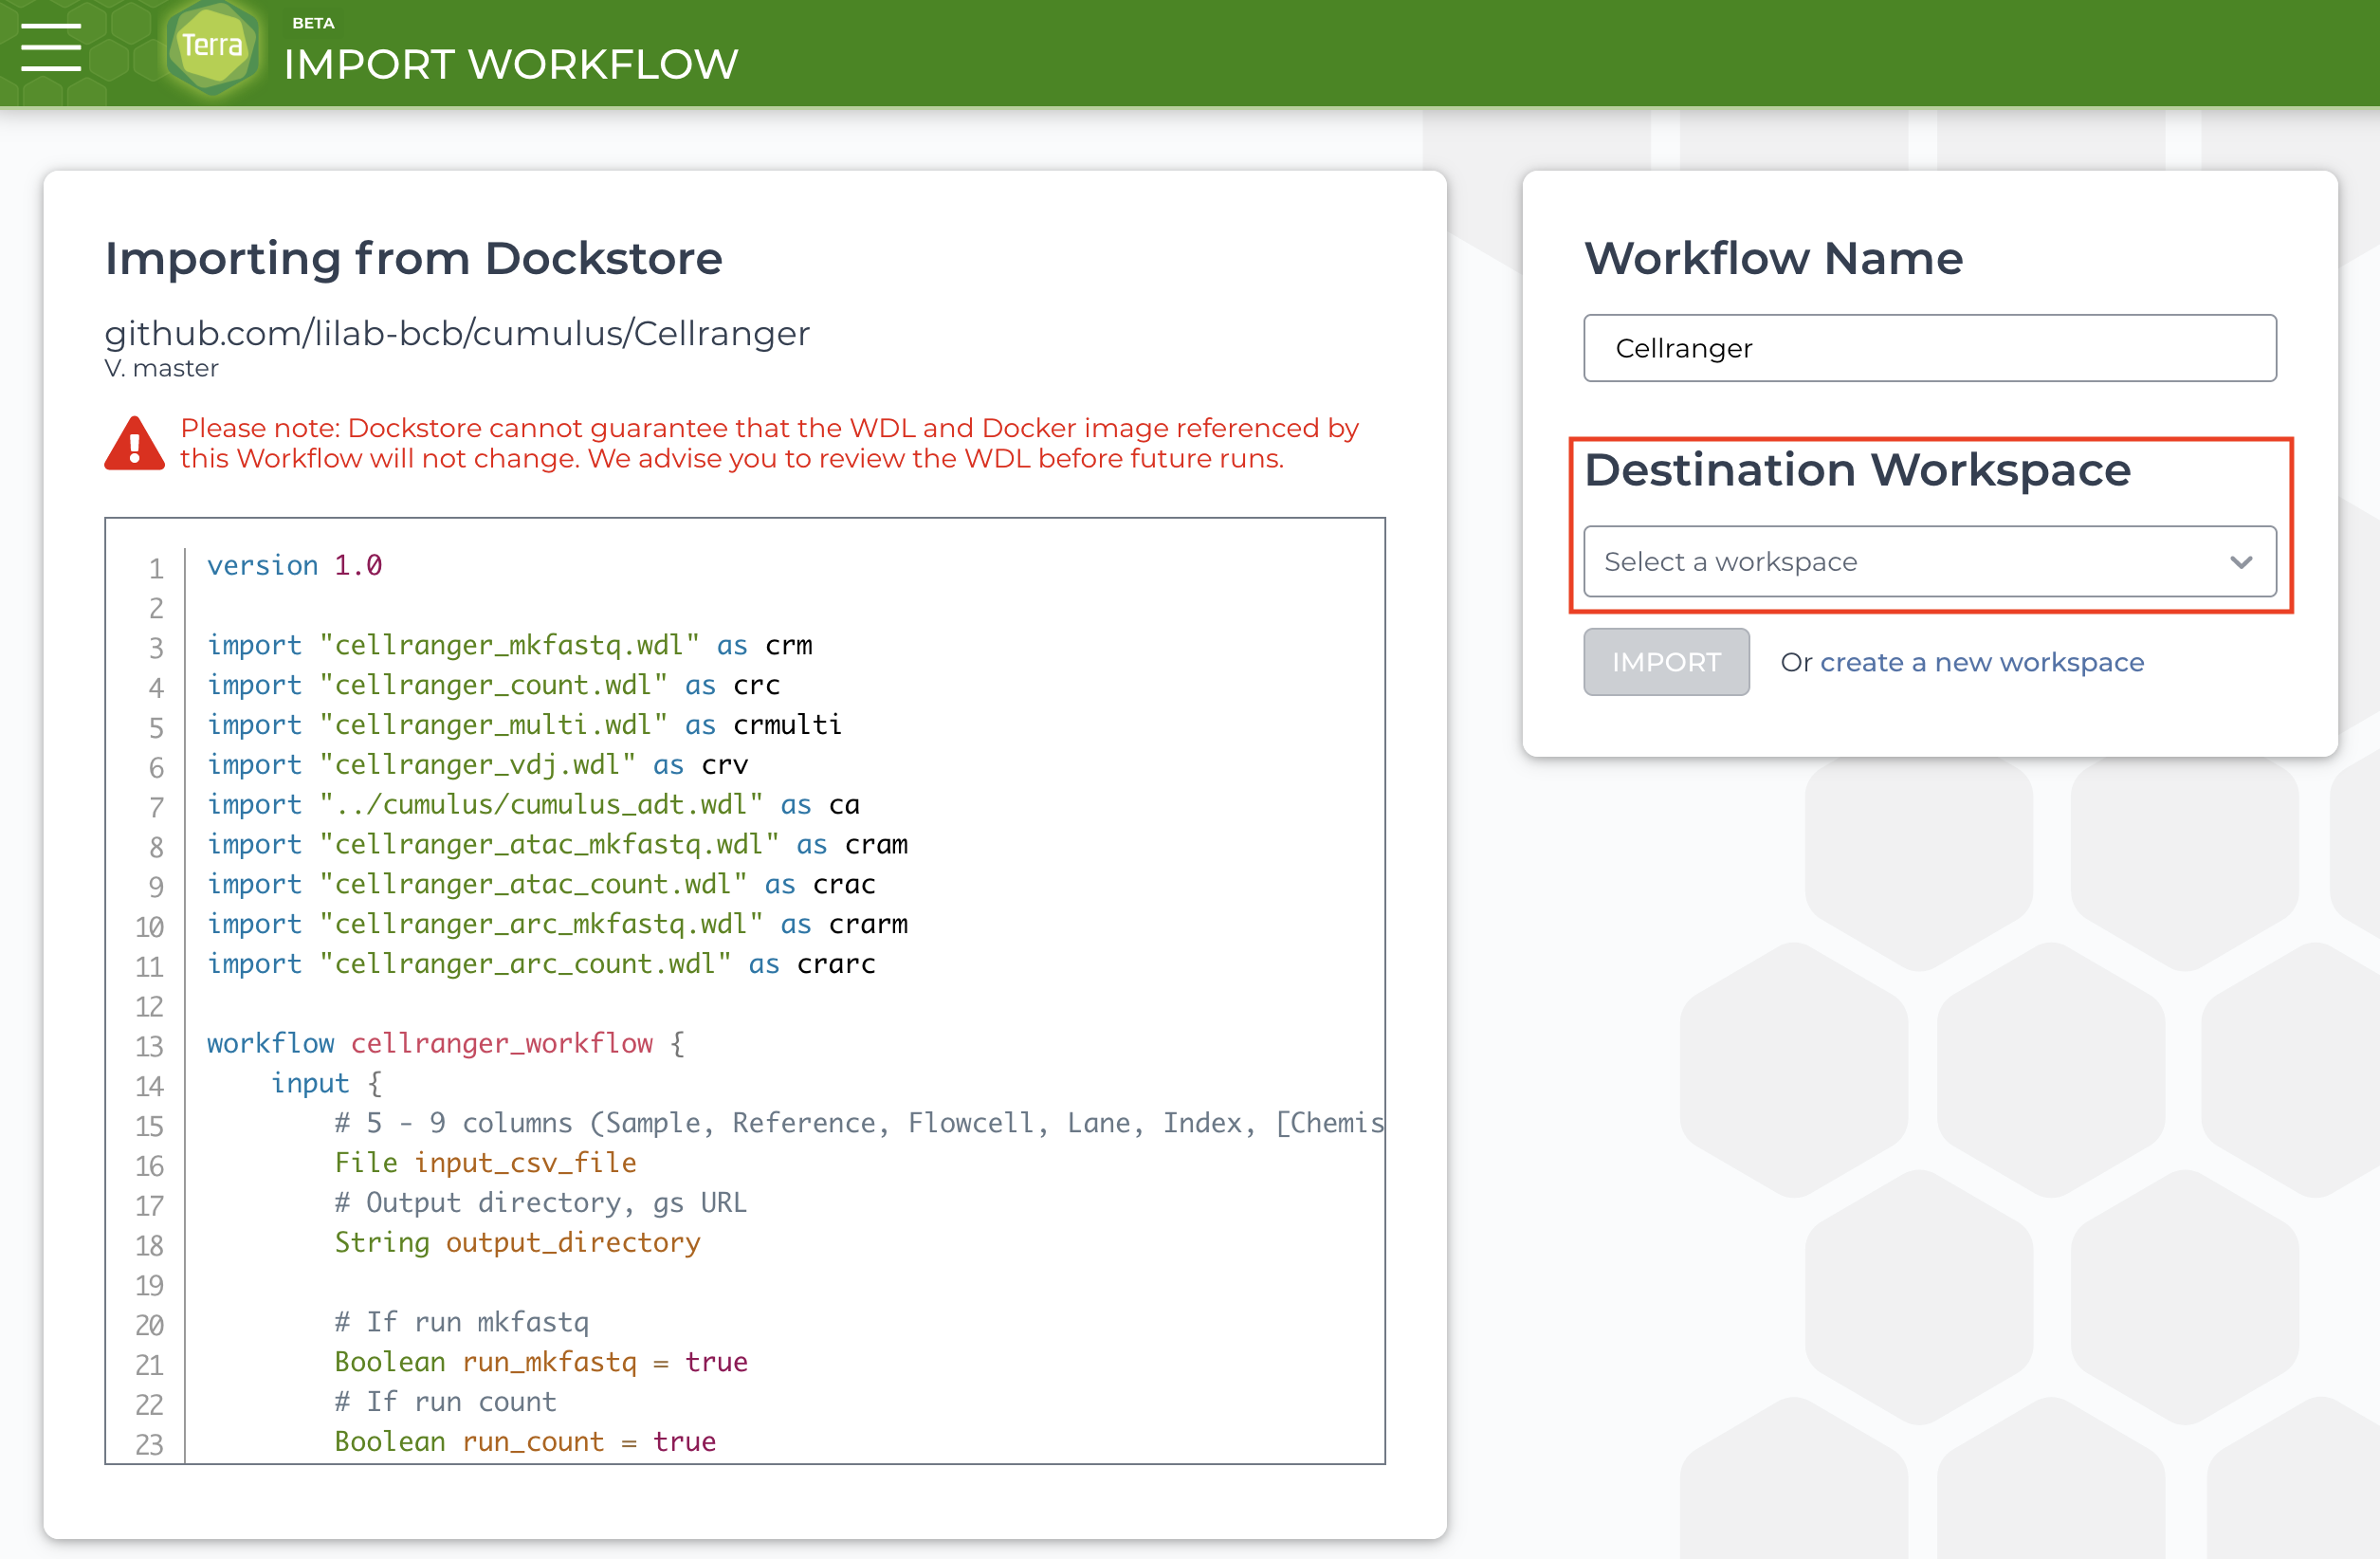 Terra
BETA
IMPORT WORKFLOW
Importing from Dockstore
github.com/lilab-bcb/cumulus/Cellranger
V. master
Please note: Dockstore cannot guarantee that the WDL and Docker image referenced by
this Workflow will not change. We advise you to review the WDL before future runs.
1 version 1.0
2
3 import "cellranger_mkfastq.wdl" as crm
4 import "cellranger_count.wdl" as crc
5 import "cellranger_multi.wdl" as crmulti
6 import "cellranger_vdj.wdl" as crv
7 import "../cumulus/cumulus_adt.wdl" as ca
8 import "cellranger_atac_mkfastq.wdl" as cram
9 import "cellranger_atac_count.wdl" as crac
10 import "cellranger_arc_mkfastq.wdl" as crarm
11 import "cellranger_arc_count.wdl" as crarc
12
13 workflow cellranger_workflow {
14     input {
15         # 5 - 9 columns (Sample, Reference, Flowcell, Lane, Index, [Chemis
16         File input_csv_file
17         # Output directory, gs URL
18         String output_directory
19
20         # If run mkfastq
21         Boolean run_mkfastq = true
22         # If run count
23         Boolean run_count = true
Workflow Name
Cellranger
Destination Workspace
Select a workspace
IMPORT Or create a new workspace